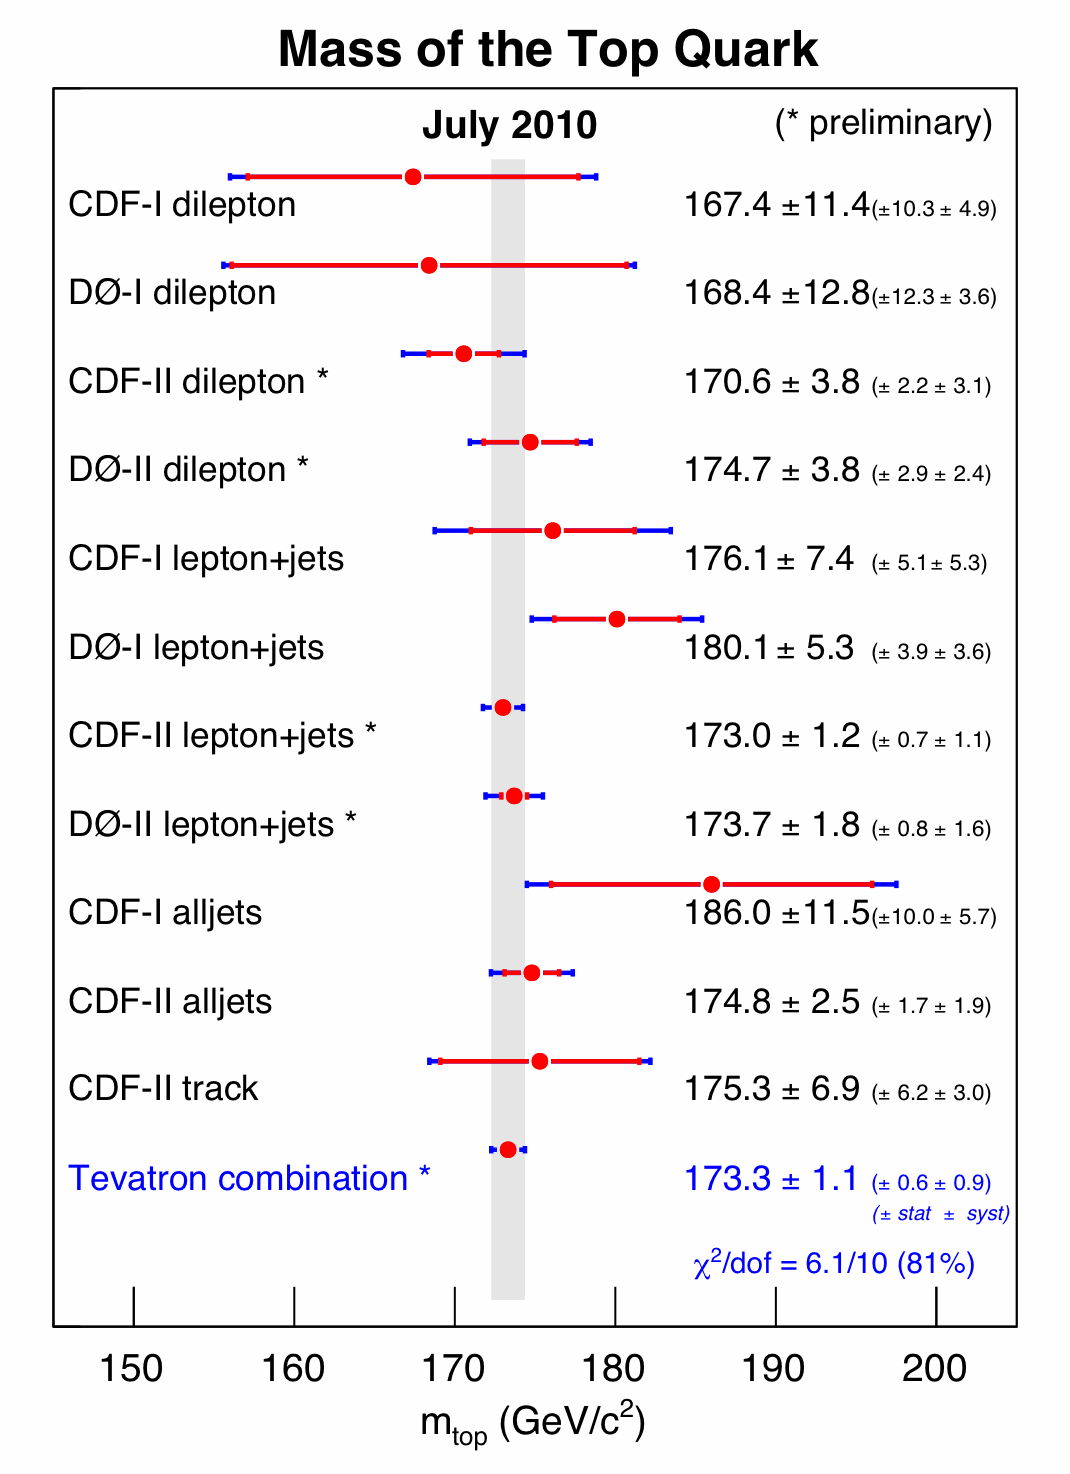 Mass of the Top Quark
July 2010 (* preliminary)
CDF-I dilepton 167.4 ±11.4 (±10.3 ± 4.9)
DØ-I dilepton 168.4 ±12.8 (±12.3 ± 3.6)
CDF-II dilepton * 170.6 ± 3.8 (± 2.2 ± 3.1)
DØ-II dilepton * 174.7 ± 3.8 (± 2.9 ± 2.4)
CDF-I lepton+jets 176.1 ± 7.4 (± 5.1 ± 5.3)
DØ-I lepton+jets 180.1 ± 5.3 (± 3.9 ± 3.6)
CDF-II lepton+jets * 173.0 ± 1.2 (± 0.7 ± 1.1)
DØ-II lepton+jets * 173.7 ± 1.8 (± 0.8 ± 1.6)
CDF-I alljets 186.0 ±11.5 (±10.0 ± 5.7)
CDF-II alljets 174.8 ± 2.5 (± 1.7 ± 1.9)
CDF-II track 175.3 ± 6.9 (± 6.2 ± 3.0)
Tevatron combination * 173.3 ± 1.1 (± 0.6 ± 0.9)
(± stat ± syst)
χ²/dof = 6.1/10 (81%)
150 160 170 180 190 200
m_top (GeV/c²)